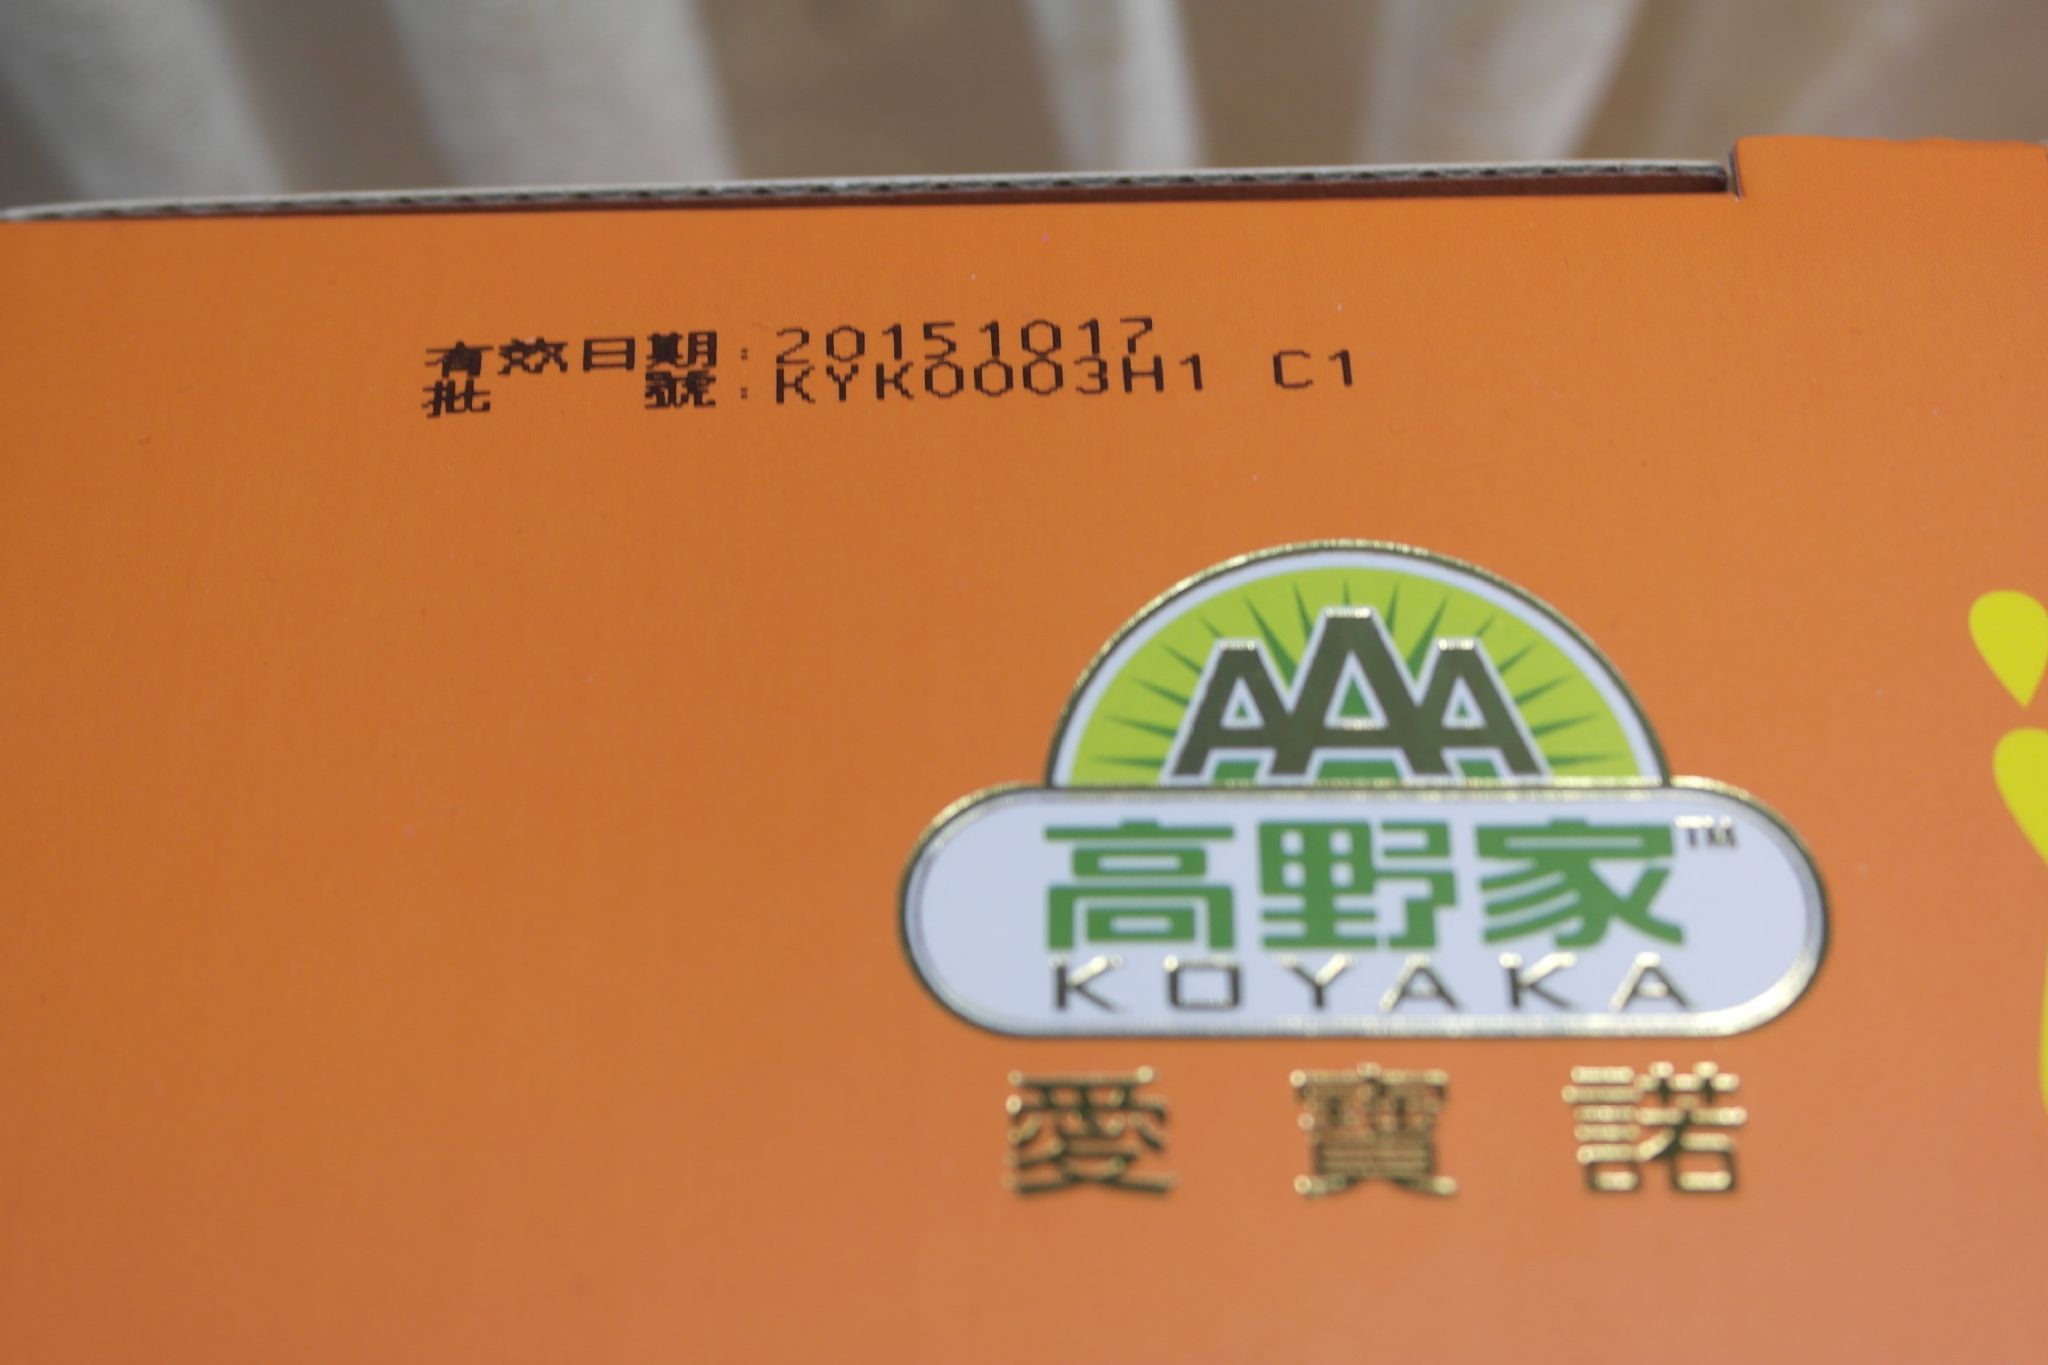 有效日期:20151017
批 號:KYK0003H1 C1
AAA
高野家™
KOYAKA
愛寶諾